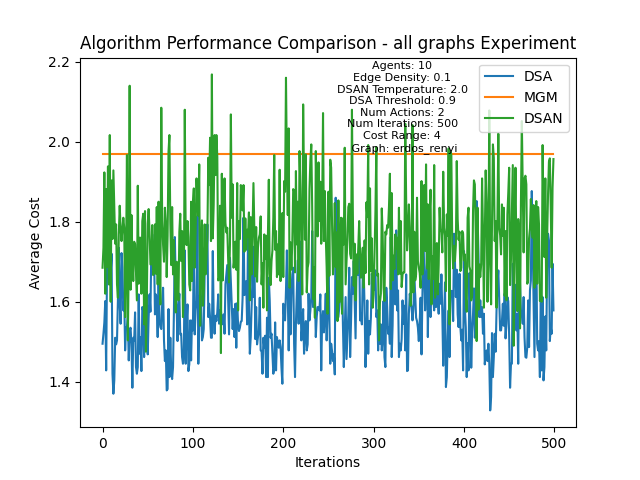 Algorithm Performance Comparison - all graphs Experiment
Agents: 10
Edge Density: 0.1
DSAN Temperature: 2.0
DSA Threshold: 0.9
Num Actions: 2
Num Iterations: 500
Cost Range: 4
Graph: erdos_renyi
DSA
MGM
DSAN
2.2
2.0
1.8
1.6
1.4
Average Cost
0 100 200 300 400 500
Iterations